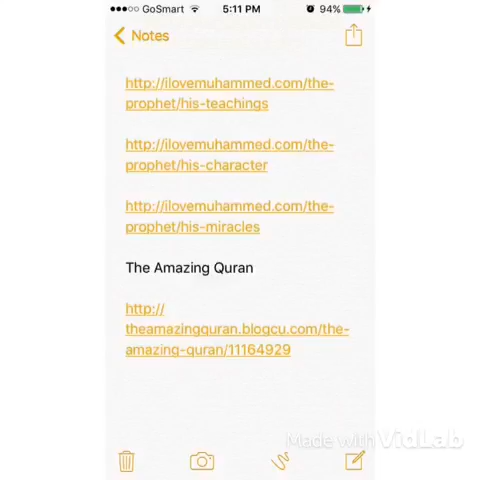 GoSmart 5:11 PM 94%
Notes
http://ilovemuhammed.com/the-
prophet/his-teachings
http://ilovemuhammed.com/the-
prophet/his-character
http://ilovemuhammed.com/the-
prophet/his-miracles
The Amazing Quran
http://
theamazingquran.blogcu.com/the-
amazing-quran/11164929
Made with VidLab